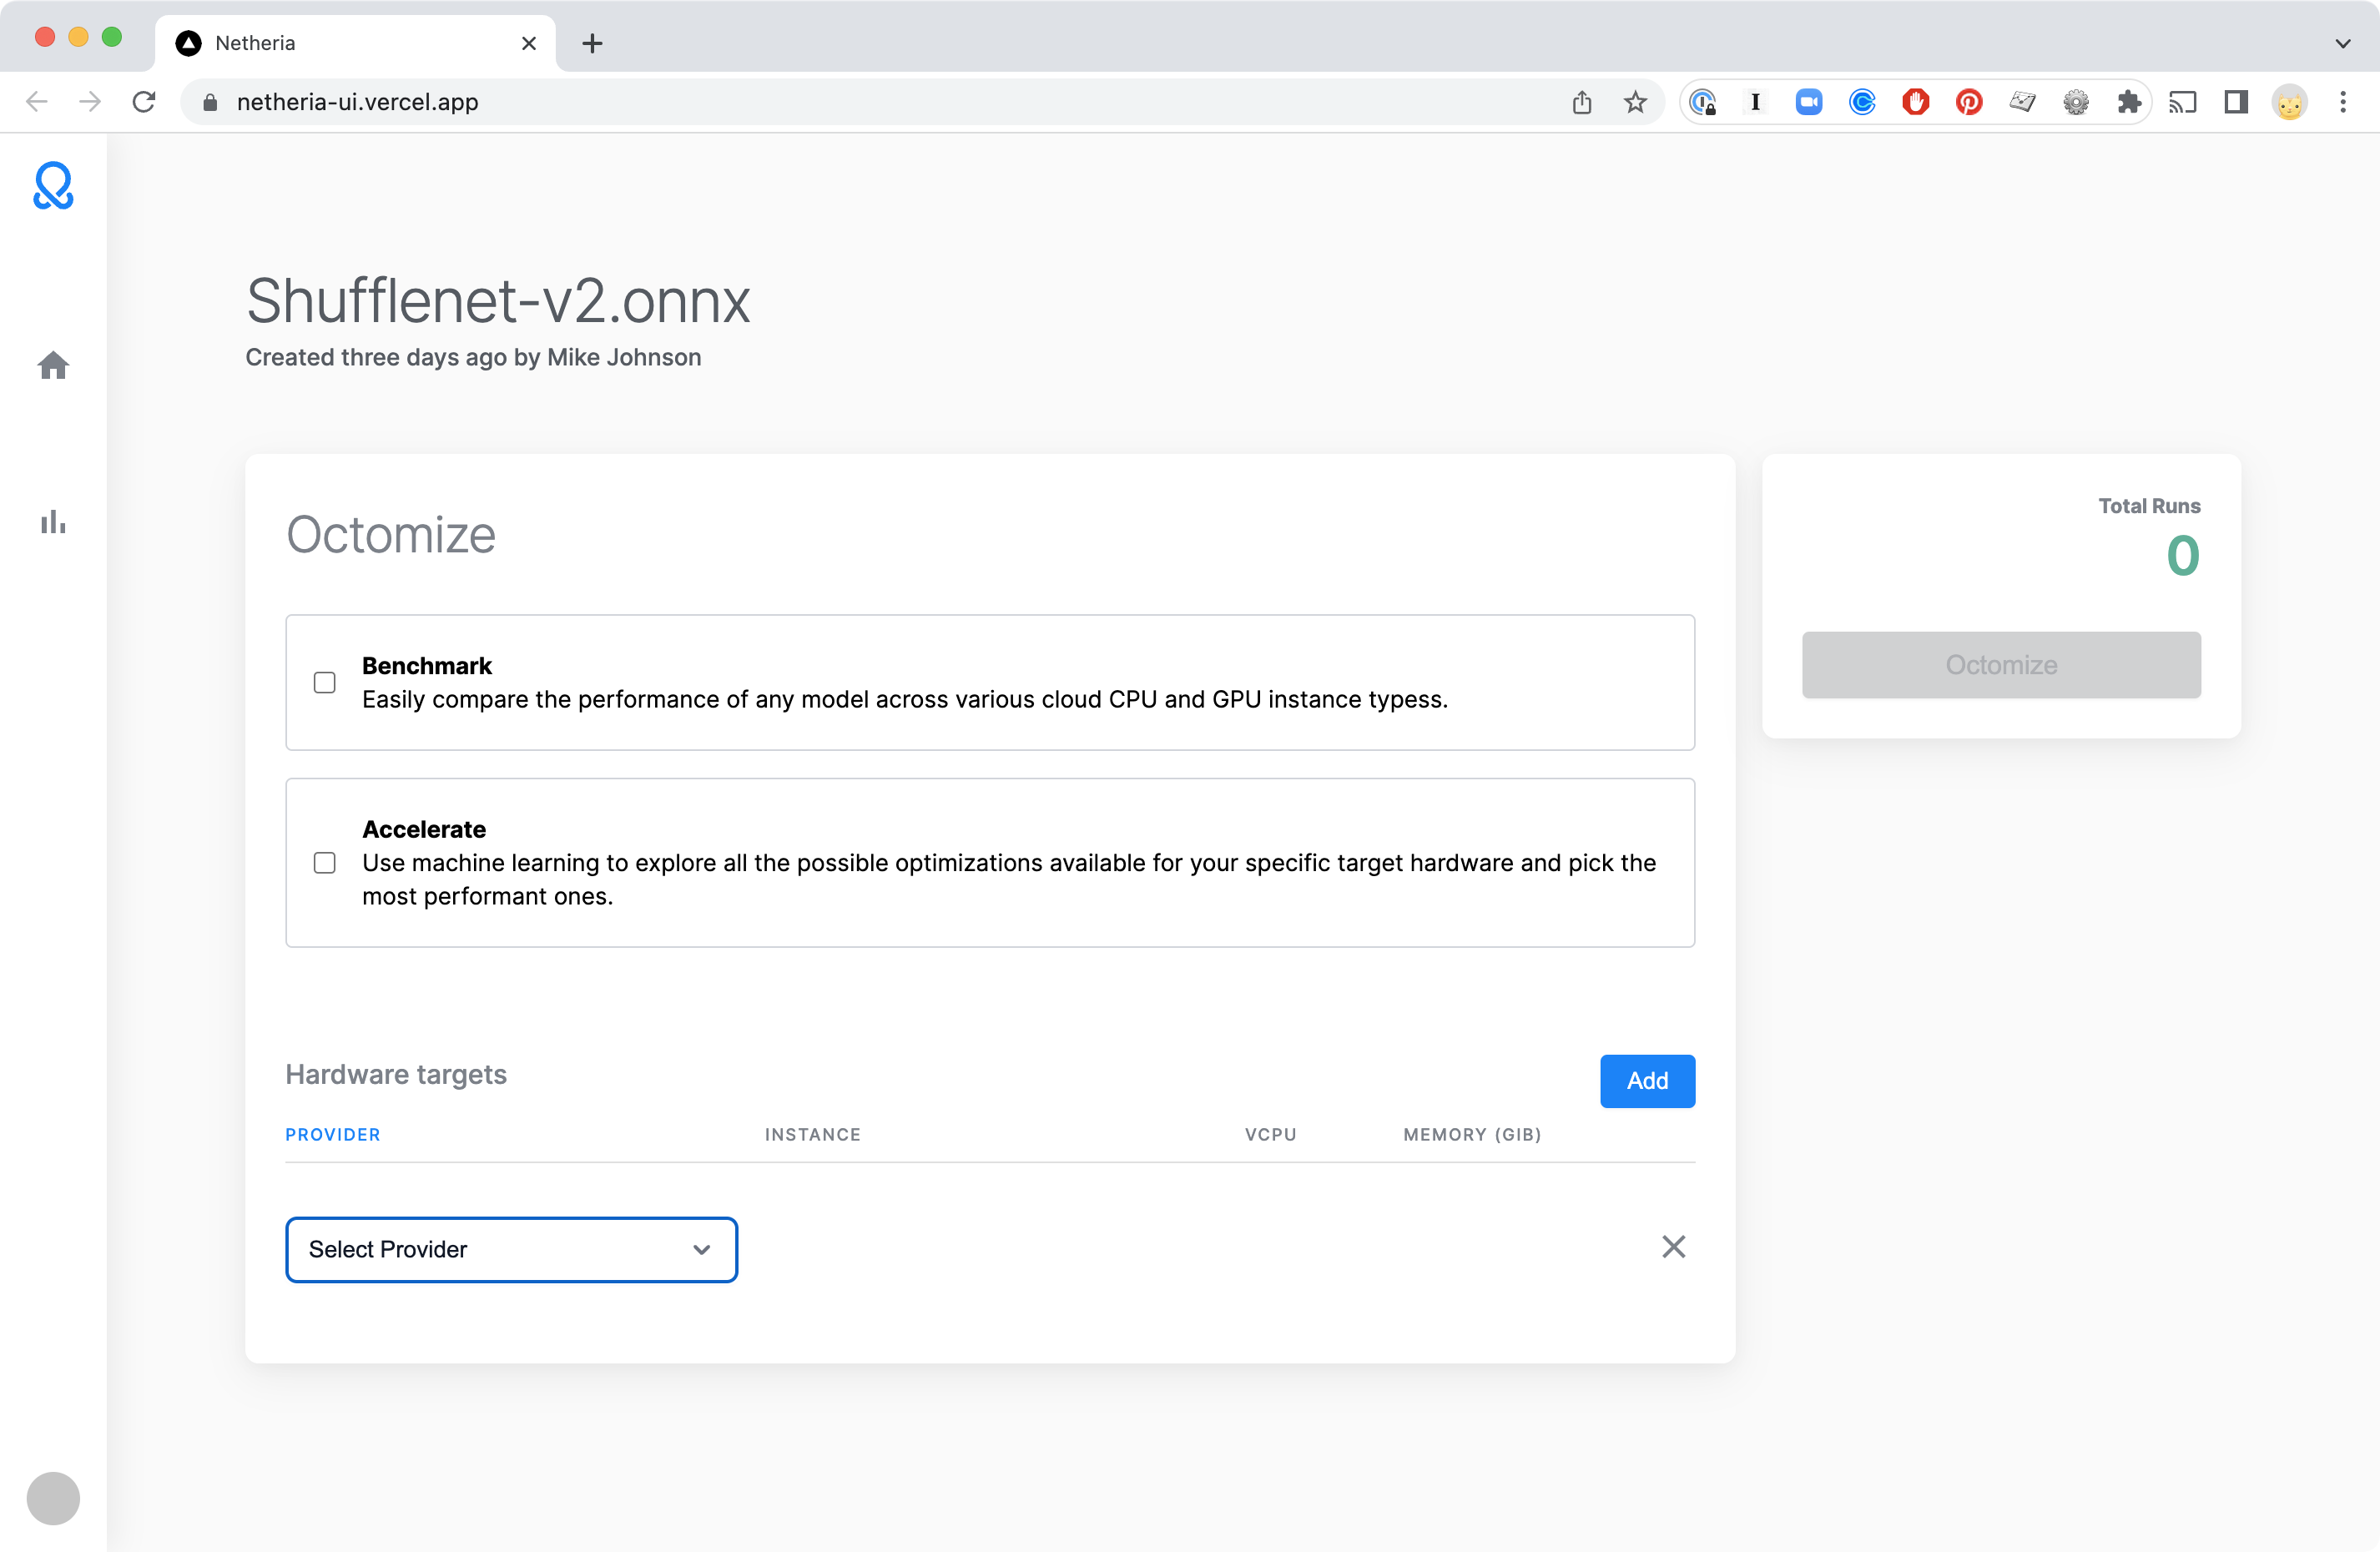 Netheria
netheria-ui.vercel.app
Shufflenet-v2.onnx
Created three days ago by Mike Johnson
Octomize
Benchmark
Easily compare the performance of any model across various cloud CPU and GPU instance typess.
Accelerate
Use machine learning to explore all the possible optimizations available for your specific target hardware and pick the
most performant ones.
Hardware targets
Add
PROVIDER INSTANCE VCPU MEMORY (GIB)
Select Provider
Total Runs
0
Octomize